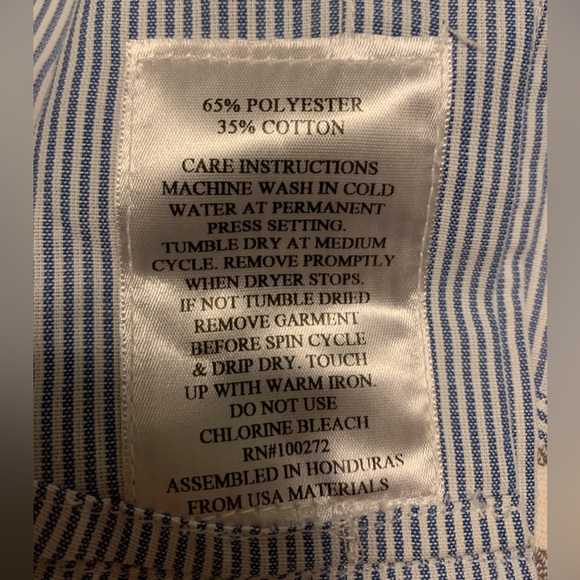 65% POLYESTER
35% COTTON
CARE INSTRUCTIONS
MACHINE WASH IN COLD
WATER AT PERMANENT
PRESS SETTING.
TUMBLE DRY AT MEDIUM
CYCLE. REMOVE PROMPTLY
WHEN DRYER STOPS.
IF NOT TUMBLE DRIED
REMOVE GARMENT
BEFORE SPIN CYCLE
& DRIP DRY. TOUCH
UP WITH WARM IRON.
DO NOT USE
CHLORINE BLEACH
RN#100272
ASSEMBLED IN HONDURAS
FROM USA MATERIALS